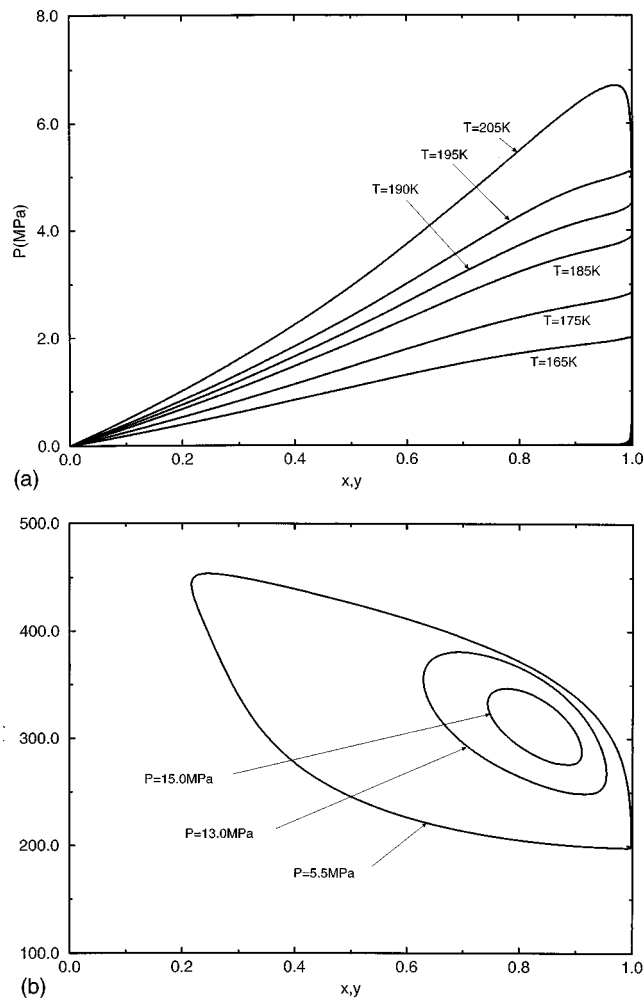 8.0
6.0
P(MPa)
4.0
2.0
0.0
T=205K
T=195K
T=190K
T=185K
T=175K
T=165K
0.0 0.2 0.4 0.6 0.8 1.0
(a)
x,y
500.0
400.0
300.0
200.0
100.0
P=15.0MPa
P=13.0MPa
P=5.5MPa
0.0 0.2 0.4 0.6 0.8 1.0
(b)
x,y